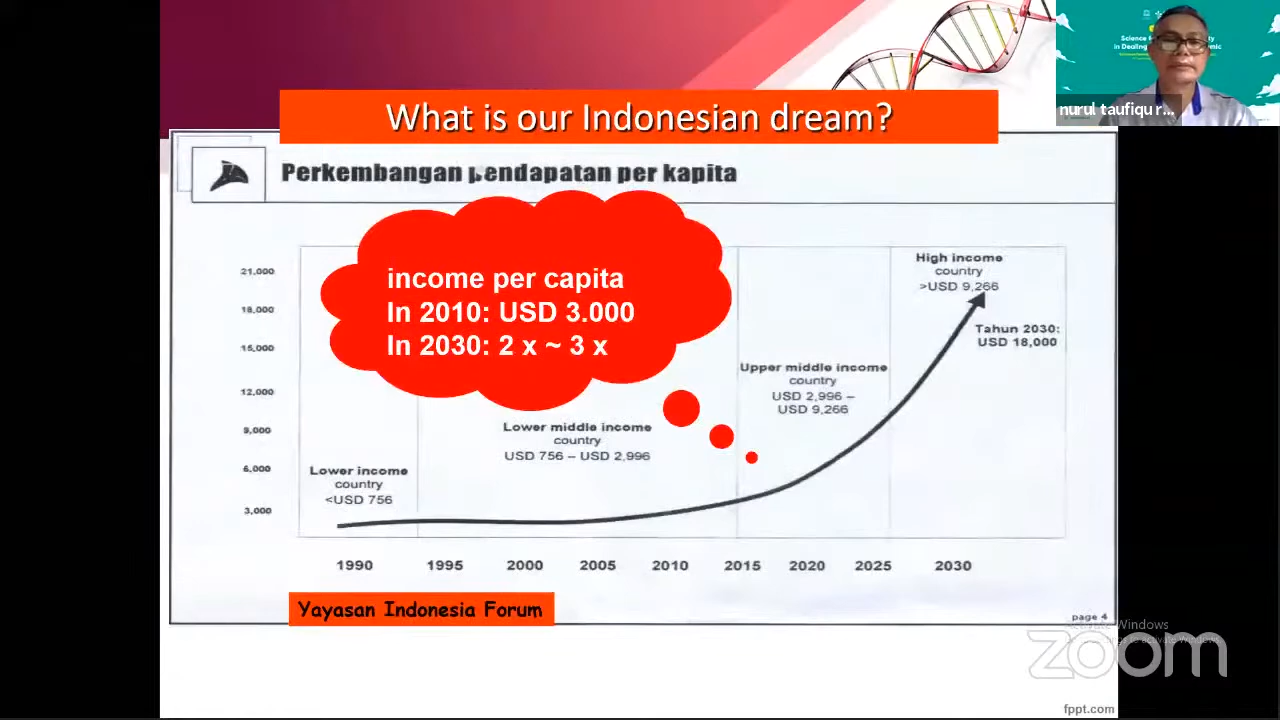 What is our Indonesian dream?
Perkembangan pendapatan per kapita
income per capita
In 2010: USD 3.000
In 2030: 2 x ~ 3 x
21,000
18,000
15,000
12,000
9,000
6,000
3,000
Lower income
country
<USD 756
Lower middle income
country
USD 756 – USD 2,996
Upper middle income
country
USD 2,996 –
USD 9,266
High income
country
>USD 9,266
Tahun 2030:
USD 18,000
1990 1995 2000 2005 2010 2015 2020 2025 2030
Yayasan Indonesia Forum
page 4
fppt.com
nurul taufiqu r...
zoom